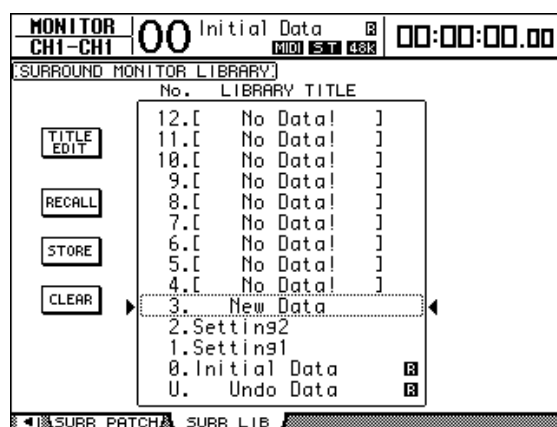 MONITOR
CH1-CH1
00 Initial Data R
MIDI ST 48K
00:00:00.00
SURROUND MONITOR LIBRARY
No. LIBRARY TITLE
TITLE EDIT
RECALL
STORE
CLEAR
12.[ No Data! ]
11.[ No Data! ]
10.[ No Data! ]
9.[ No Data! ]
8.[ No Data! ]
7.[ No Data! ]
6.[ No Data! ]
5.[ No Data! ]
4.[ No Data! ]
3. New Data
2.Setting2
1.Setting1
0.Initial Data R
U. Undo Data R
SURR PATCH
SURR LIB